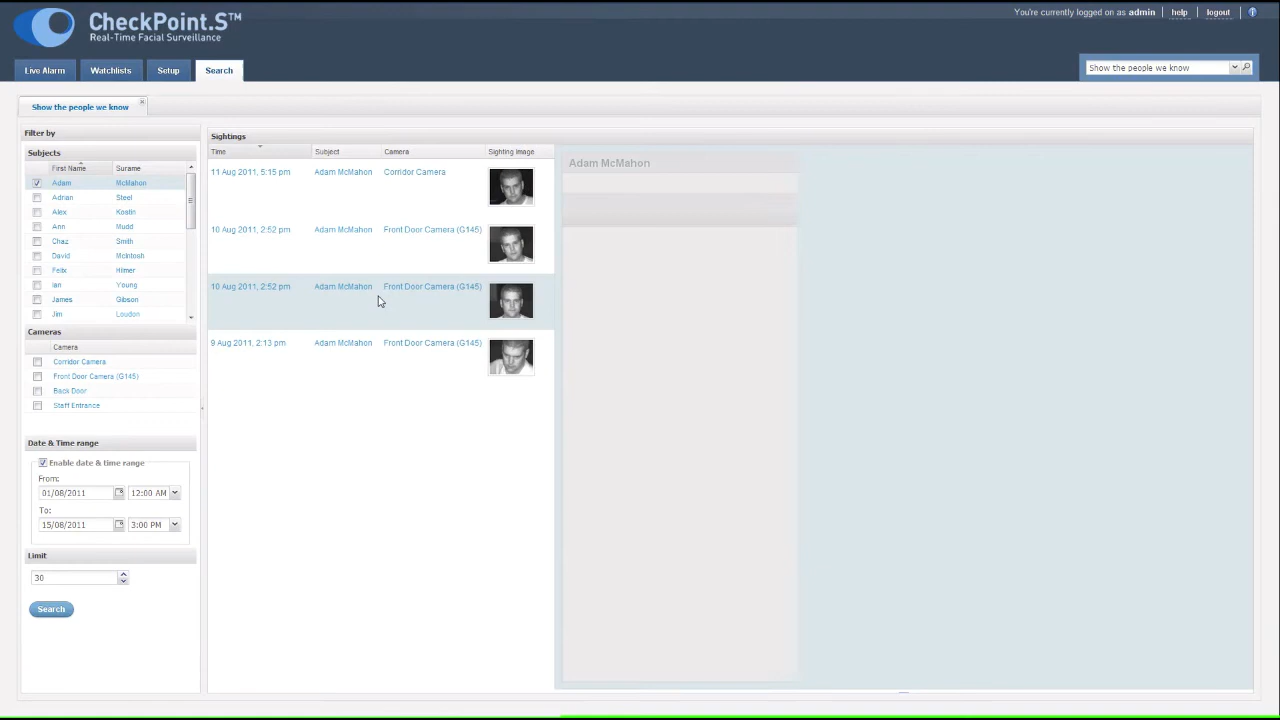 CheckPoint.S™
Real-Time Facial Surveillance
You're currently logged on as admin
help
logout
Live Alarm
Watchlists
Setup
Search
Show the people we know
Show the people we know
Filter by
Subjects
First Name Surame
Adam McMahon
Adrian Steel
Alex Kostin
Ann Mudd
Chaz Smith
David McIntosh
Felix Hilmer
Ian Young
James Gibson
Jim Loudon
Cameras
Camera
Corridor Camera
Front Door Camera (G145)
Back Door
Staff Entrance
Date & Time range
Enable date & time range
From:
01/08/2011 12:00 AM
To:
15/08/2011 3:00 PM
Limit
30
Search
Sightings
Time Subject Camera Sighting Image
11 Aug 2011, 5:15 pm Adam McMahon Corridor Camera
10 Aug 2011, 2:52 pm Adam McMahon Front Door Camera (G145)
10 Aug 2011, 2:52 pm Adam McMahon Front Door Camera (G145)
9 Aug 2011, 2:13 pm Adam McMahon Front Door Camera (G145)
Adam McMahon